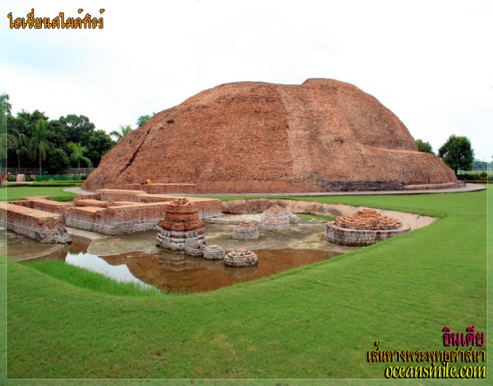 โอเชี่ยนสไมล์ทัวร์
อินเดีย
เส้นทางพระพุทธศาสนา
oceansmile.com